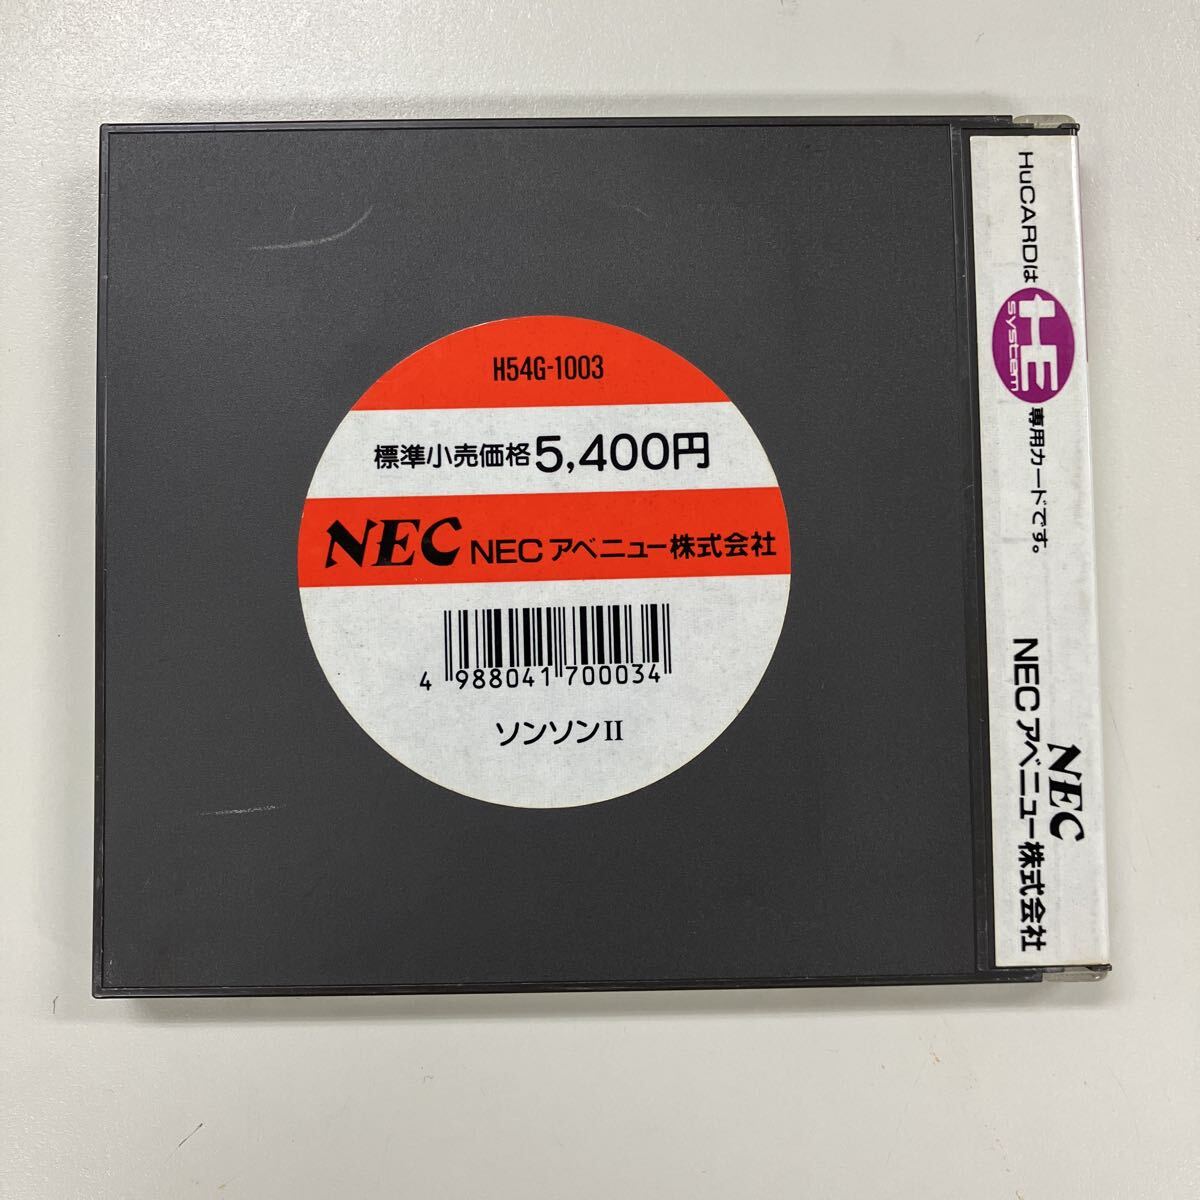 H54G-1003
標準小売価格5,400円
NEC NECアベニュー株式会社
4 988041 700034
ソンソンII
HuCARDは HE system 専用カードです。
NEC
NECアベニュー株式会社